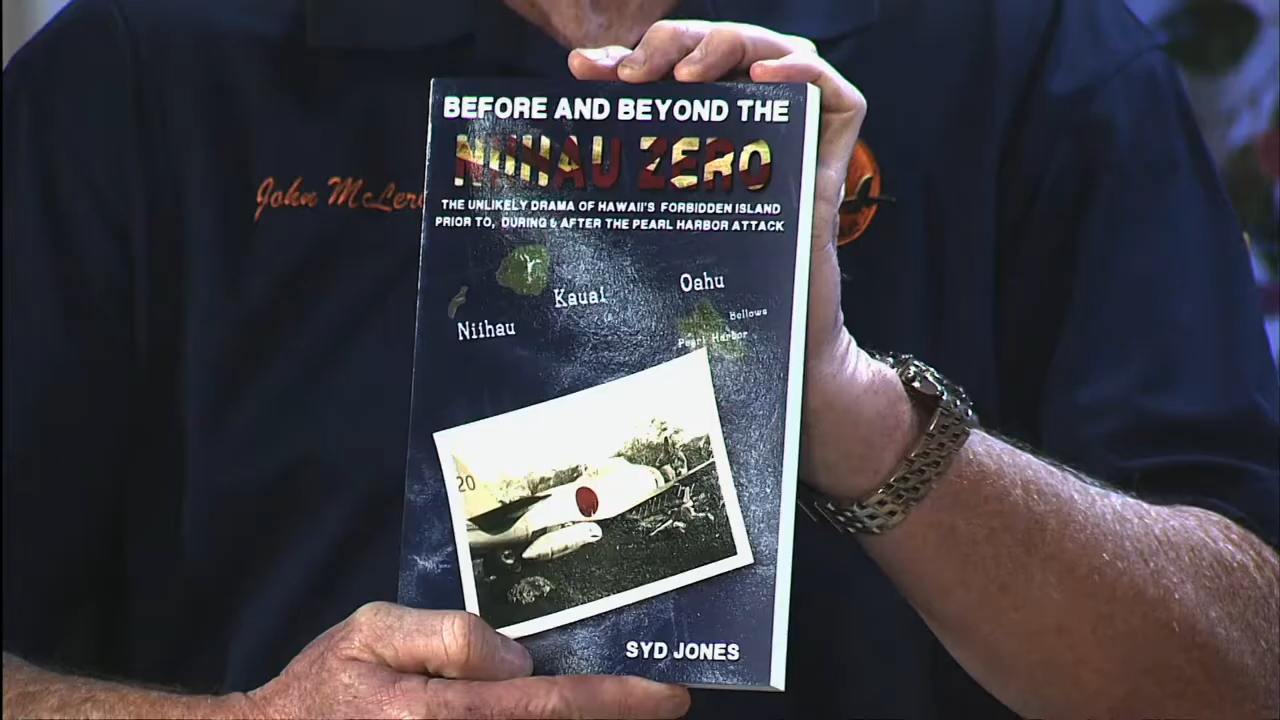 BEFORE AND BEYOND THE
NIIHAU ZERO
THE UNLIKELY DRAMA OF HAWAII'S FORBIDDEN ISLAND
PRIOR TO, DURING & AFTER THE PEARL HARBOR ATTACK
John McLero
Kauai
Oahu
Bellows
Niihau
Pearl Harbor
20
SYD JONES